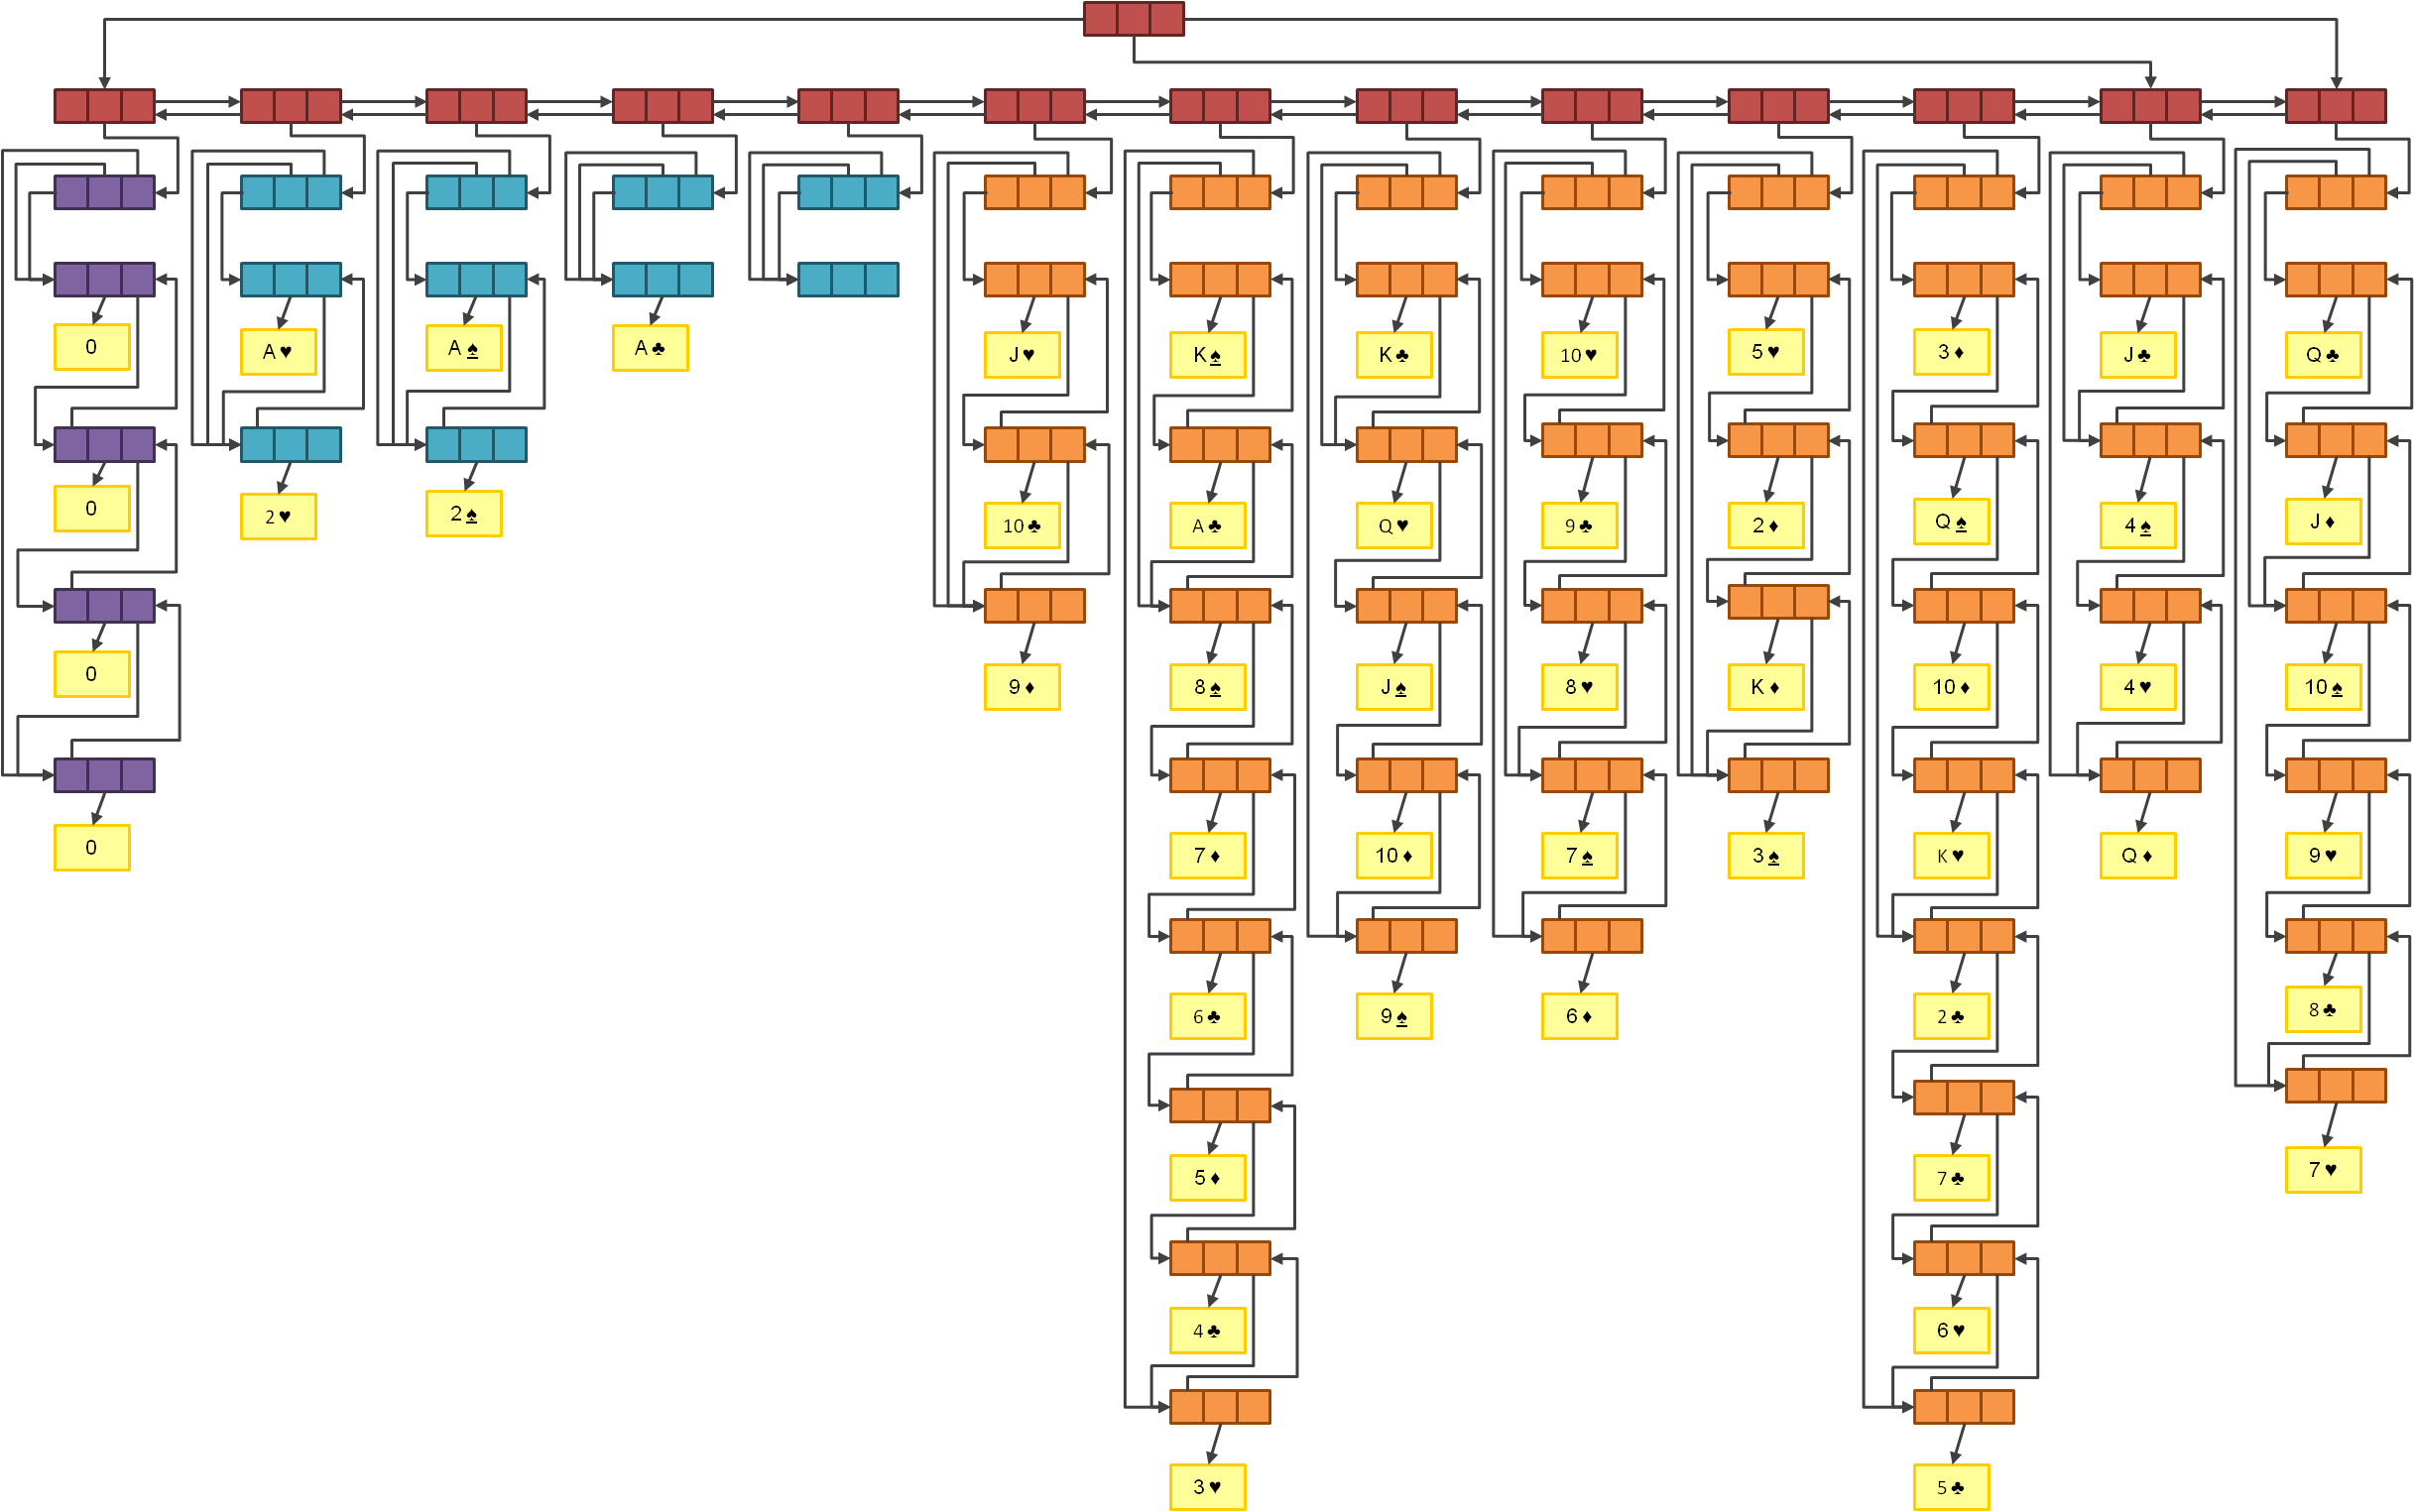 0
0
0
0
A ♥
2 ♥
A ♠
2 ♠
A ♣
J ♥
10 ♣
9 ♦
K ♠
A ♣
8 ♠
7 ♦
6 ♣
5 ♦
4 ♣
3 ♥
K ♣
Q ♥
J ♠
10 ♦
9 ♠
10 ♥
9 ♣
8 ♥
7 ♠
6 ♦
5 ♥
2 ♦
K ♦
3 ♠
3 ♦
Q ♠
10 ♦
K ♥
2 ♣
7 ♣
6 ♥
5 ♣
J ♣
4 ♠
4 ♥
Q ♦
Q ♣
J ♦
10 ♠
9 ♥
8 ♣
7 ♥